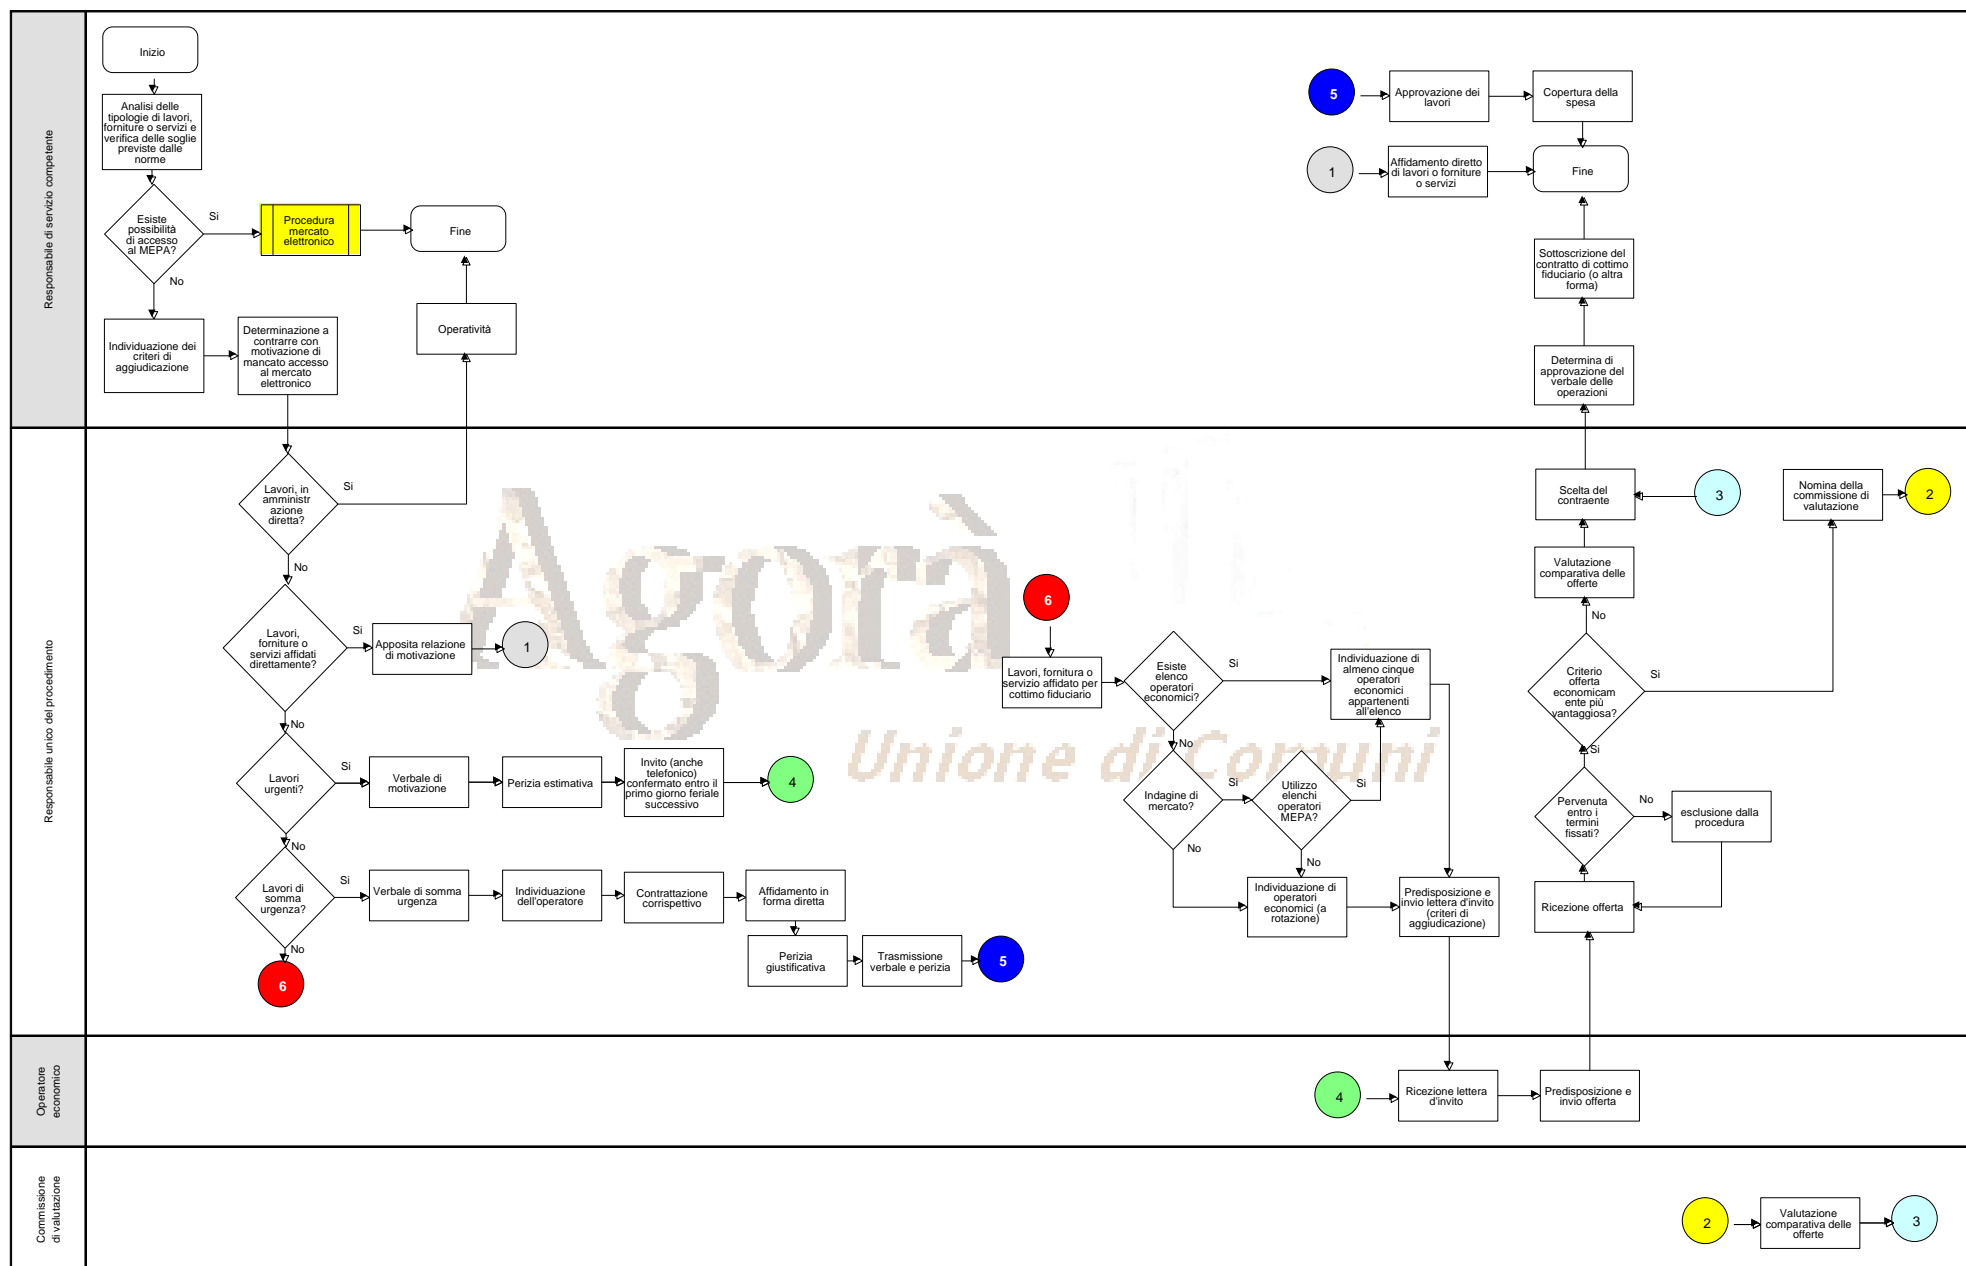 Responsabile di servizio competente
Inizio
Analisi delle
tipologie di lavori,
forniture o servizi e
verifica delle soglie
previste dalle
norme
Esiste
possibilità
di accesso
al MEPA?
Si
No
Procedura
mercato
elettronico
Fine
Individuazione dei
criteri di
aggiudicazione
Determinazione a
contrarre con
motivazione di
mancato accesso
al mercato
elettronico
Operatività
5
Approvazione dei
lavori
Copertura della
spesa
1
Affidamento diretto
di lavori o forniture
o servizi
Fine
Sottoscrizione del
contratto di cottimo
fiduciario (o altra
forma)
Determina di
approvazione del
verbale delle
operazioni
Responsabile unico del procedimento
Lavori, in
amministr
azione
diretta?
Si
No
Lavori,
forniture o
servizi affidati
direttamente?
Si
Apposita relazione
di motivazione
1
No
Lavori
urgenti?
Si
Verbale di
motivazione
Perizia estimativa
Invito (anche
telefonico)
confermato entro il
primo giorno feriale
successivo
4
No
Lavori di
somma
urgenza?
Si
Verbale di somma
urgenza
Individuazione
dell'operatore
Contrattazione
corrispettivo
Affidamento in
forma diretta
Perizia
giustificativa
Trasmissione
verbale e perizia
5
No
6
Agorà
Unione di Comuni
6
Lavori, fornitura o
servizio affidato per
cottimo fiduciario
Esiste
elenco
operatori
economici?
Si
Individuazione di
almeno cinque
operatori
economici
appartenenti
all'elenco
No
Indagine di
mercato?
Si
Utilizzo
elenchi
operatori
MEPA?
Si
No
No
Individuazione di
operatori
economici (a
rotazione)
Predisposizione e
invio lettera d'invito
(criteri di
aggiudicazione)
Scelta del
contraente
3
Nomina della
commissione di
valutazione
2
Valutazione
comparativa delle
offerte
No
Criterio
offerta
economicam
ente più
vantaggiosa?
Si
Si
Pervenuta
entro i
termini
fissati?
No
esclusione dalla
procedura
Ricezione offerta
Operatore
economico
4
Ricezione lettera
d'invito
Predisposizione e
invio offerta
Commissione
di valutazione
2
Valutazione
comparativa delle
offerte
3